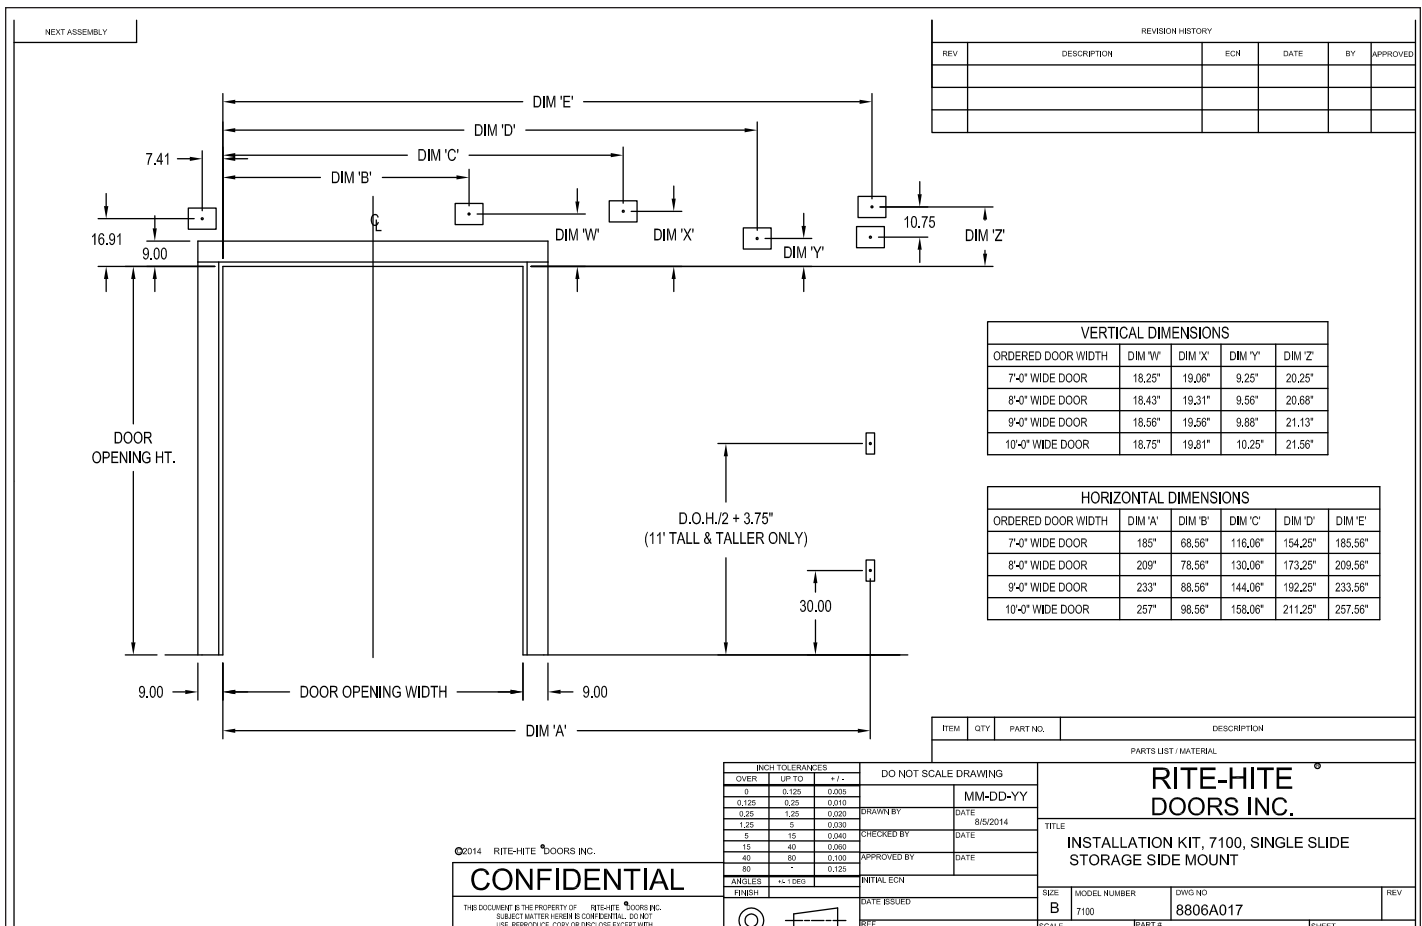 NEXT ASSEMBLY
REVISION HISTORY
REV DESCRIPTION ECN DATE BY APPROVED
DIM 'E'
DIM 'D'
7.41
DIM 'C'
DIM 'B'
℄
16.91
9.00
DIM 'W'
DIM 'X'
DIM 'Y'
10.75
DIM 'Z'
VERTICAL DIMENSIONS
ORDERED DOOR WIDTH DIM 'W' DIM 'X' DIM 'Y' DIM 'Z'
7'-0" WIDE DOOR 18.25" 19.06" 9.25" 20.25"
8'-0" WIDE DOOR 18.43" 19.31" 9.56" 20.68"
9'-0" WIDE DOOR 18.56" 19.56" 9.88" 21.13"
10'-0" WIDE DOOR 18.75" 19.81" 10.25" 21.56"
DOOR
OPENING HT.
HORIZONTAL DIMENSIONS
ORDERED DOOR WIDTH DIM 'A' DIM 'B' DIM 'C' DIM 'D' DIM 'E'
7'-0" WIDE DOOR 185" 68.56" 116.06" 154.25" 185.56"
8'-0" WIDE DOOR 209" 78.56" 130.06" 173.25" 209.56"
9'-0" WIDE DOOR 233" 88.56" 144.06" 192.25" 233.56"
10'-0" WIDE DOOR 257" 98.56" 158.06" 211.25" 257.56"
D.O.H./2 + 3.75"
(11' TALL & TALLER ONLY)
30.00
9.00
DOOR OPENING WIDTH
9.00
DIM 'A'
ITEM QTY PART NO. DESCRIPTION
PARTS LIST / MATERIAL
INCH TOLERANCES
OVER UP TO + / -
0 0.125 0.005
0.125 0.25 0.010
0.25 1.25 0.020
1.25 5 0.030
5 15 0.040
15 40 0.060
40 80 0.100
80 - 0.125
ANGLES +/- 1 DEG
FINISH
DO NOT SCALE DRAWING
MM-DD-YY
DRAWN BY DATE
8/5/2014
CHECKED BY DATE
APPROVED BY DATE
INITIAL ECN
DATE ISSUED
REF
RITE-HITE ®
DOORS INC.
TITLE
INSTALLATION KIT, 7100, SINGLE SLIDE
STORAGE SIDE MOUNT
SIZE MODEL NUMBER DWG NO REV
B 7100 8806A017
SCALE PART # SHEET
©2014 RITE-HITE ®DOORS INC.
CONFIDENTIAL
THIS DOCUMENT IS THE PROPERTY OF RITE-HITE ®DOORS INC.
SUBJECT MATTER HEREIN IS CONFIDENTIAL. DO NOT
USE, REPRODUCE, COPY OR DISCLOSE EXCEPT WITH